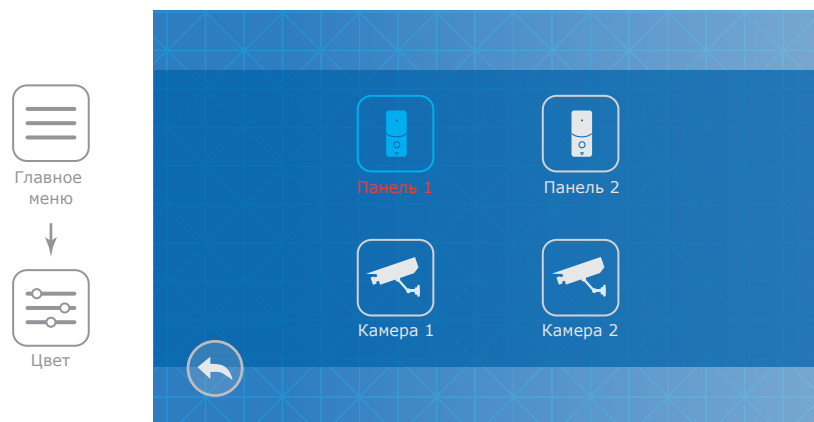 Главное
меню
Цвет
Панель 1
Панель 2
Камера 1
Камера 2